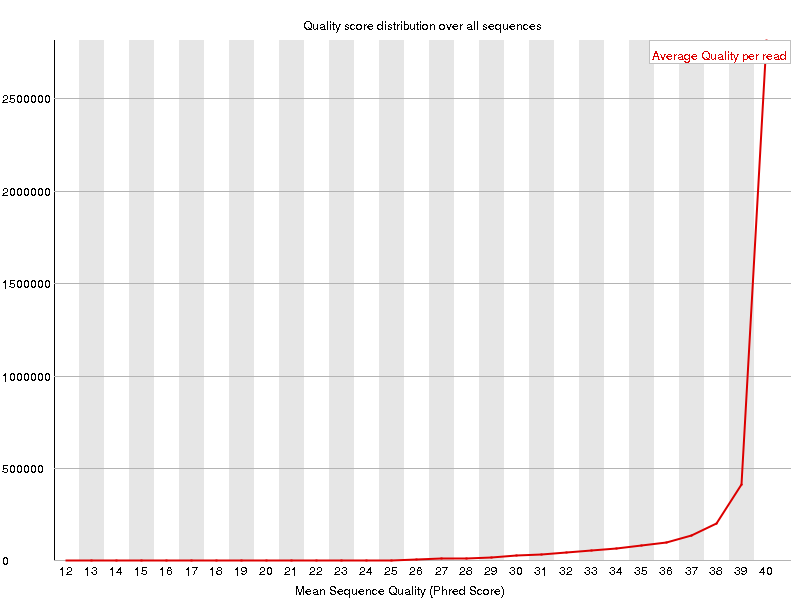 Quality score distribution over all sequences
Average Quality per read
2500000
2000000
1500000
1000000
500000
0
12 13 14 15 16 17 18 19 20 21 22 23 24 25 26 27 28 29 30 31 32 33 34 35 36 37 38 39 40
Mean Sequence Quality (Phred Score)